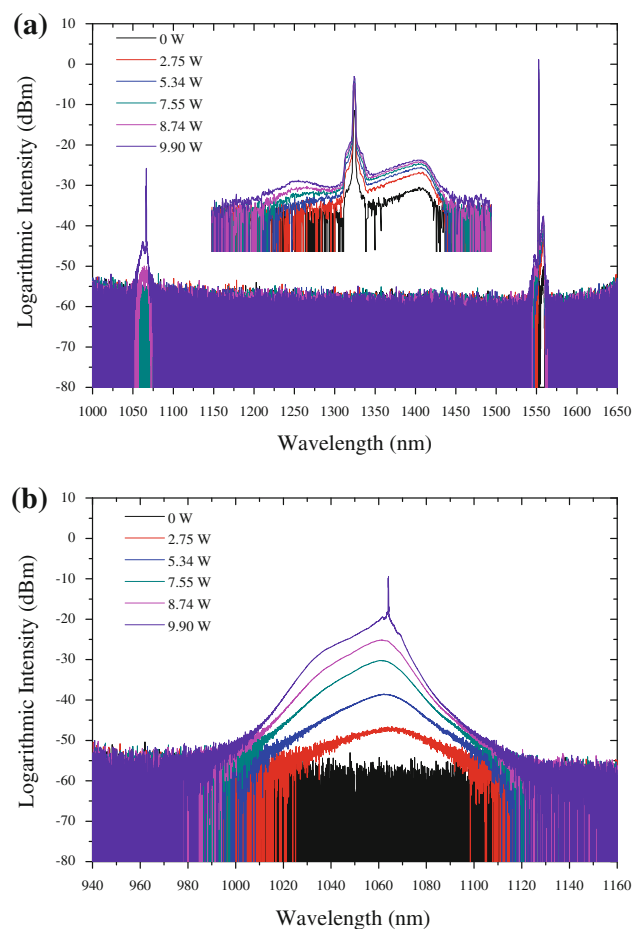 (a)
10
0
-10
-20
-30
-40
-50
-60
-70
-80
Logarithmic Intensity (dBm)
0 W
2.75 W
5.34 W
7.55 W
8.74 W
9.90 W
1000 1050 1100 1150 1200 1250 1300 1350 1400 1450 1500 1550 1600 1650
Wavelength (nm)
(b)
10
0
-10
-20
-30
-40
-50
-60
-70
-80
Logarithmic Intensity (dBm)
0 W
2.75 W
5.34 W
7.55 W
8.74 W
9.90 W
940 960 980 1000 1020 1040 1060 1080 1100 1120 1140 1160
Wavelength (nm)